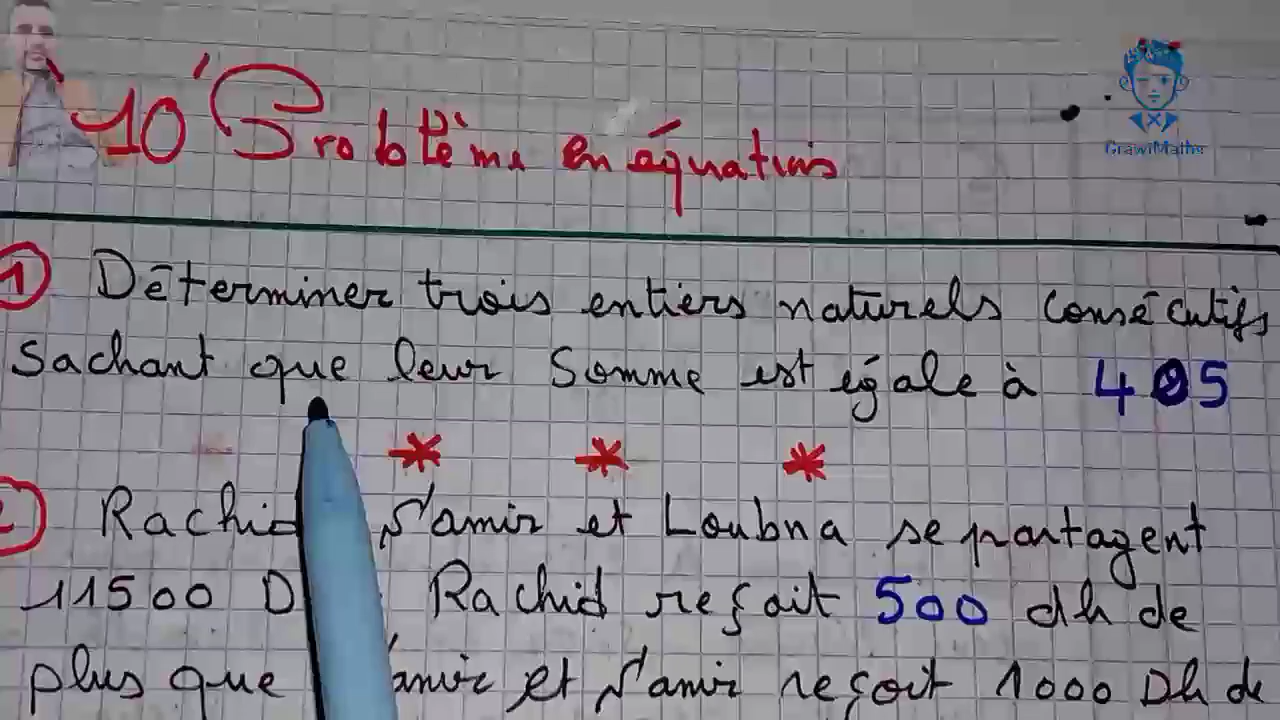 10 Problème en équations
GrawiMaths
1 Déterminer trois entiers naturels consécutifs
sachant que leur somme est égale à 405
2 Rachid Samir et Loubna se partagent
11500 D Rachid reçoit 500 dh de
plus que et Samir reçoit 1000 Dh de